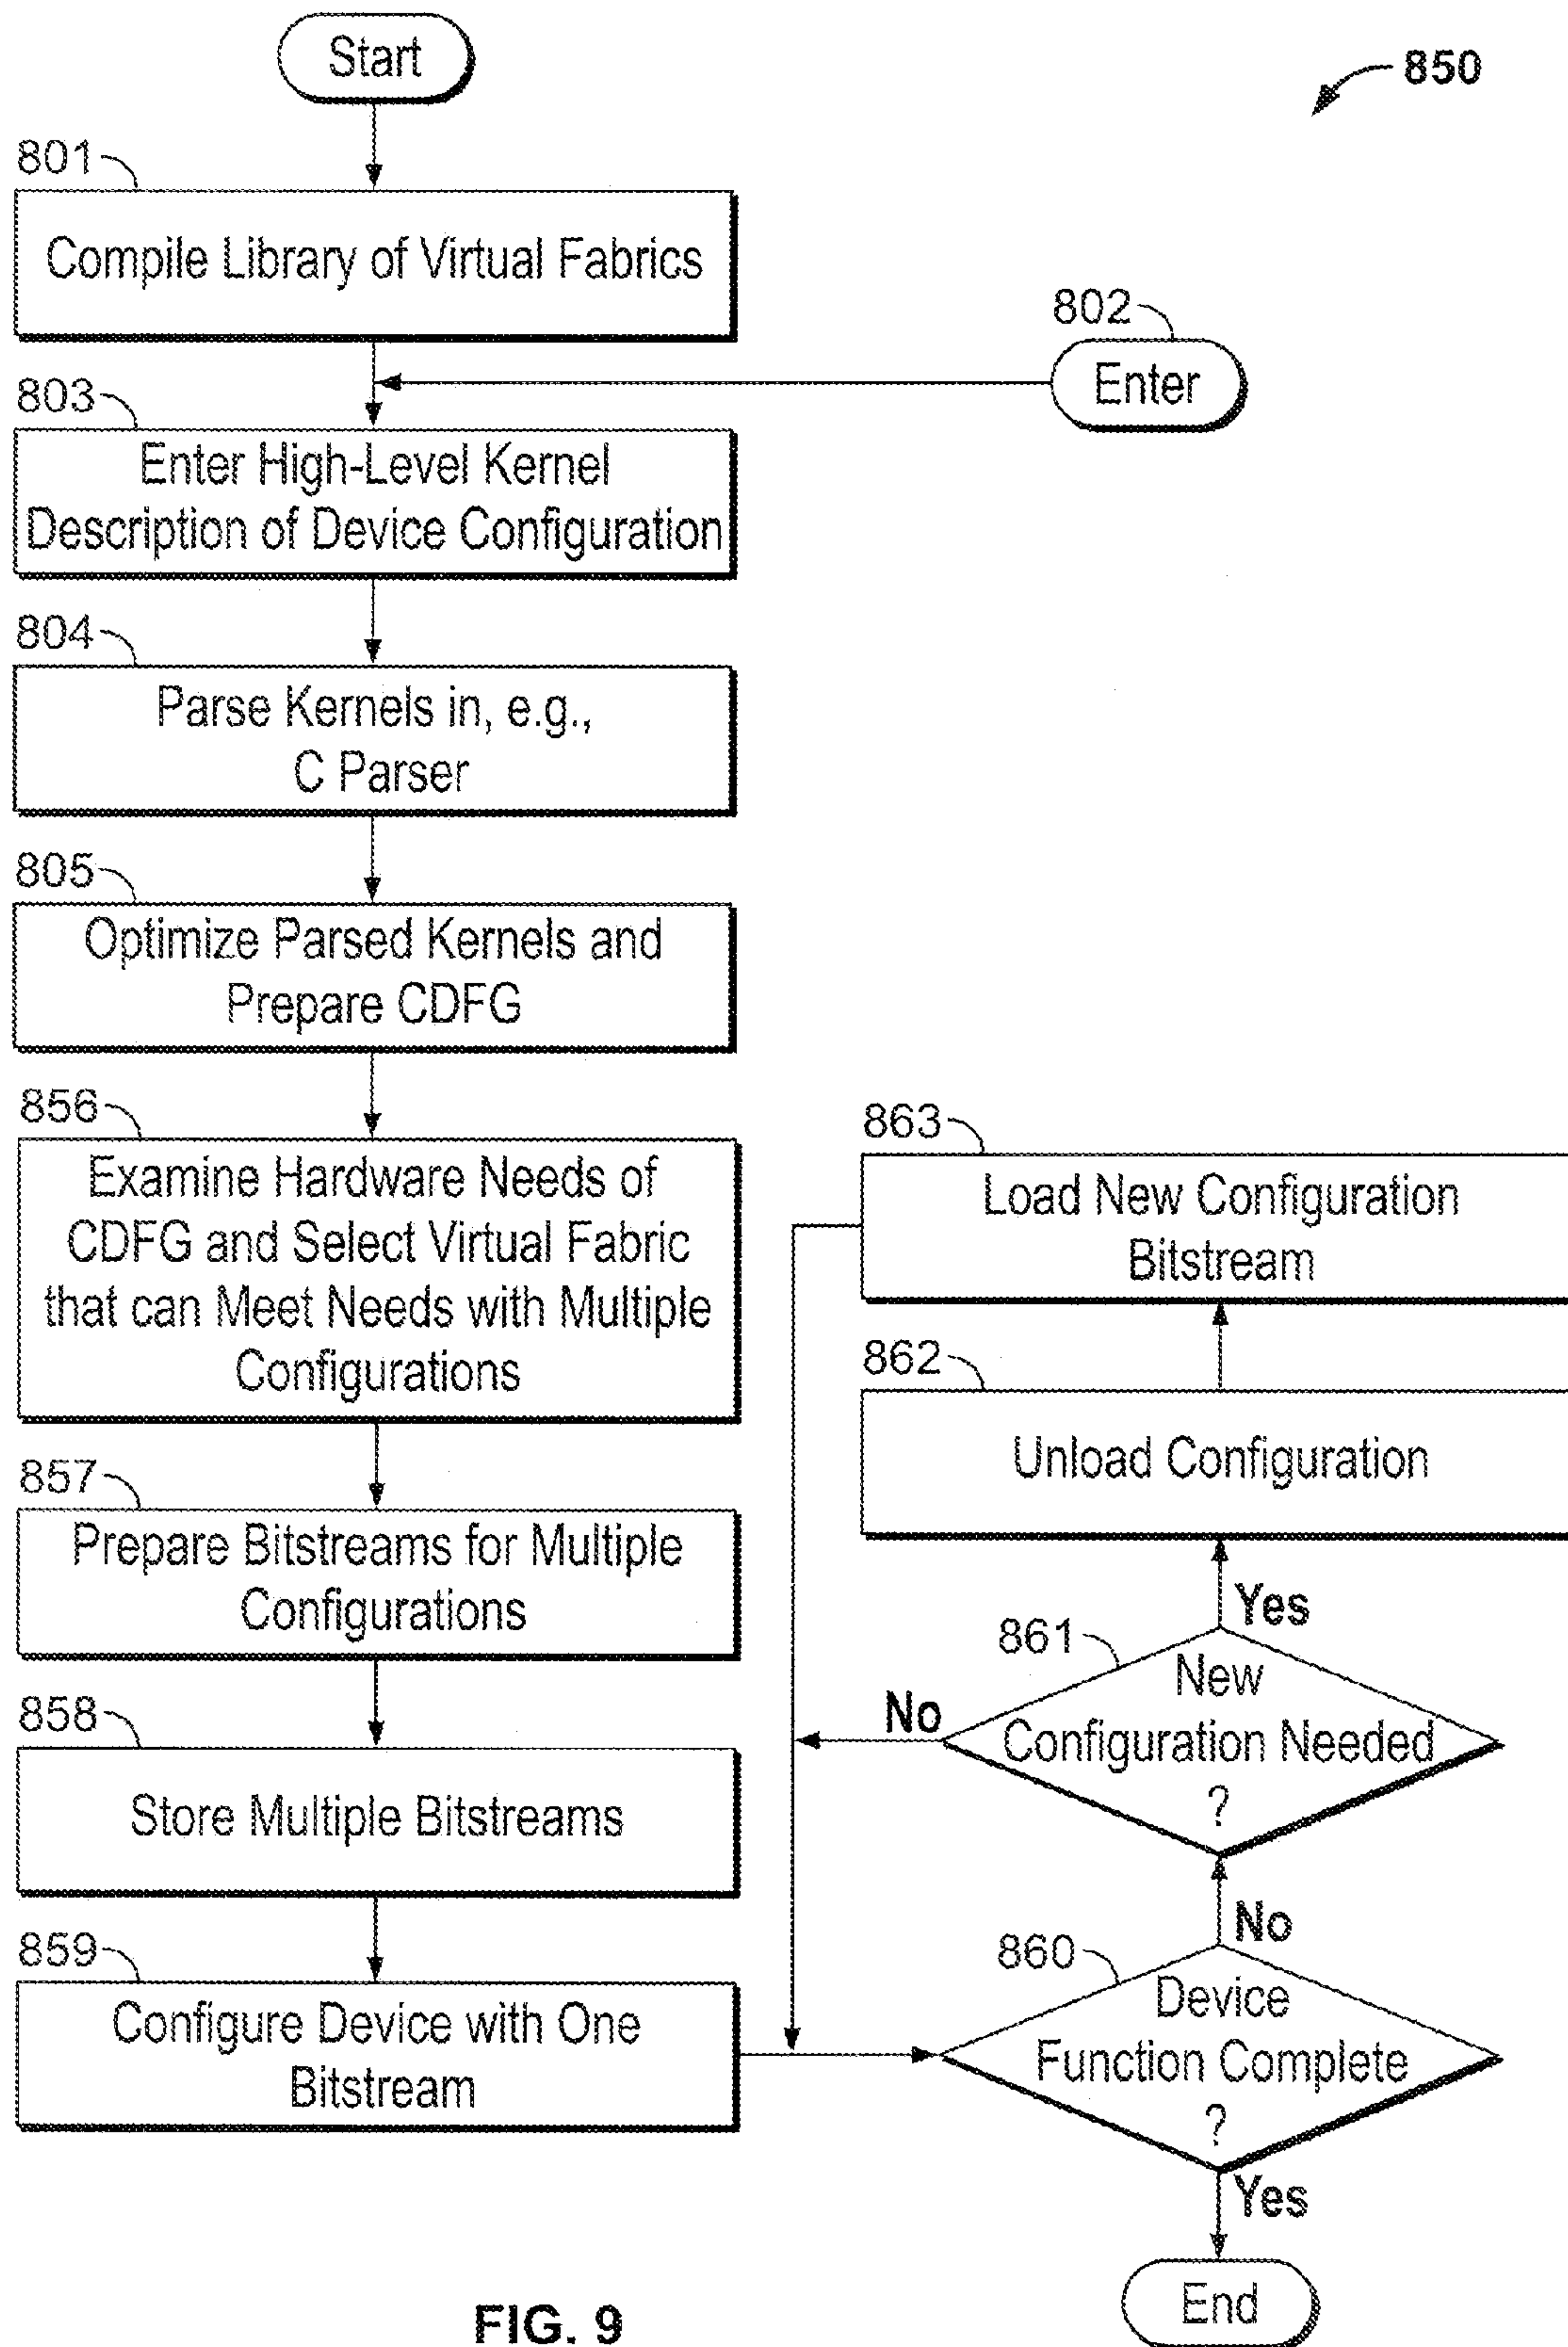 Start
850
801
Compile Library of Virtual Fabrics
802
Enter
803
Enter High-Level Kernel
Description of Device Configuration
804
Parse Kernels in, e.g.,
C Parser
805
Optimize Parsed Kernels and
Prepare CDFG
856
Examine Hardware Needs of
CDFG and Select Virtual Fabric
that can Meet Needs with Multiple
Configurations
857
Prepare Bitstreams for Multiple
Configurations
858
Store Multiple Bitstreams
859
Configure Device with One
Bitstream
863
Load New Configuration
Bitstream
862
Unload Configuration
Yes
861
New
Configuration Needed
?
No
No
860
Device
Function Complete
?
Yes
End
FIG. 9